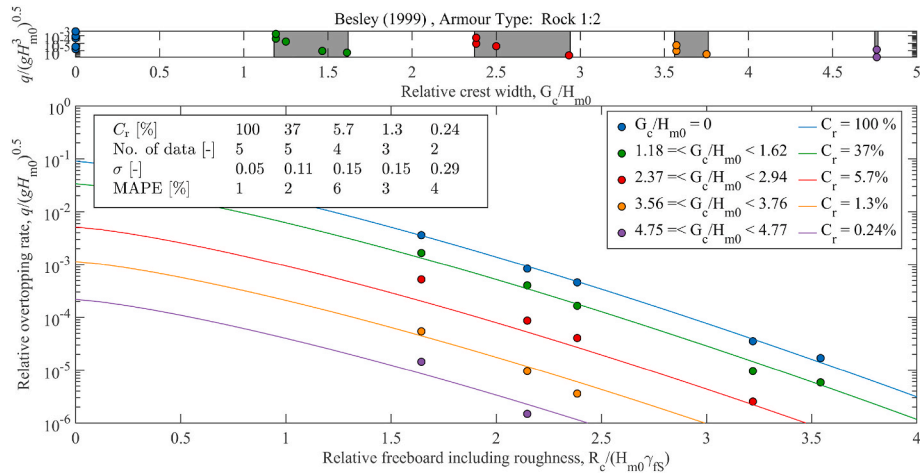 Besley (1999) , Armour Type: Rock 1:2
q/(gH³m0)^0.5
10^-3
10^-5
0 0.5 1 1.5 2 2.5 3 3.5 4 4.5 5
Relative crest width, Gc/Hm0
Relative overtopping rate, q/(gH³m0)^0.5
10^0
10^-1
10^-2
10^-3
10^-4
10^-5
10^-6
Cr [%] 100 37 5.7 1.3 0.24
No. of data [-] 5 5 4 3 2
σ [-] 0.05 0.11 0.15 0.15 0.29
MAPE [%] 1 2 6 3 4
Gc/Hm0 = 0 Cr = 100 %
1.18 =< Gc/Hm0 < 1.62 Cr = 37%
2.37 =< Gc/Hm0 < 2.94 Cr = 5.7%
3.56 =< Gc/Hm0 < 3.76 Cr = 1.3%
4.75 =< Gc/Hm0 < 4.77 Cr = 0.24%
0 0.5 1 1.5 2 2.5 3 3.5 4
Relative freeboard including roughness, Rc/(Hm0γfS)